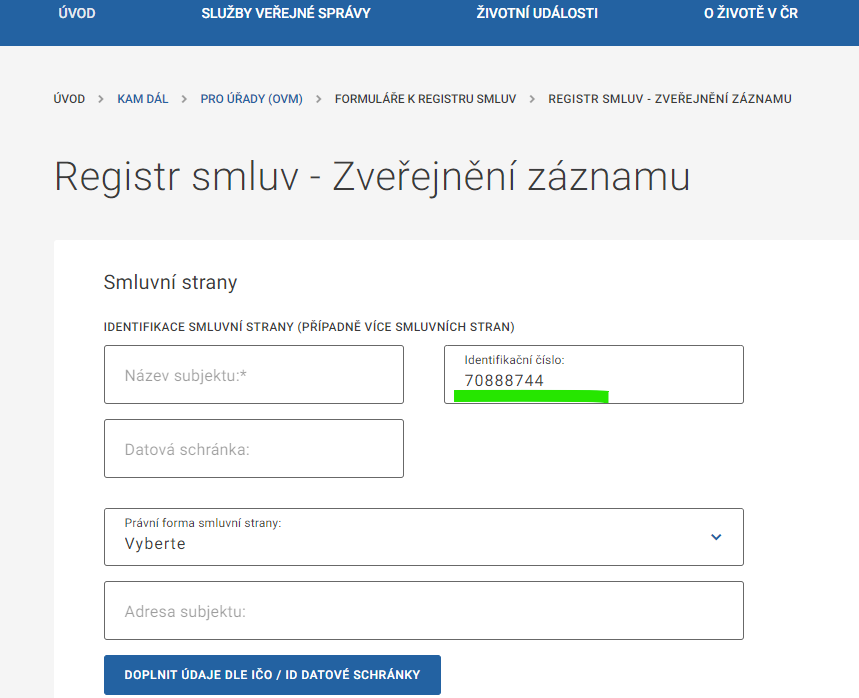 ÚVOD SLUŽBY VEŘEJNÉ SPRÁVY ŽIVOTNÍ UDÁLOSTI O ŽIVOTĚ V ČR
ÚVOD > KAM DÁL > PRO ÚŘADY (OVM) > FORMULÁŘE K REGISTRU SMLUV > REGISTR SMLUV - ZVEŘEJNĚNÍ ZÁZNAMU
Registr smluv - Zveřejnění záznamu
Smluvní strany
IDENTIFIKACE SMLUVNÍ STRANY (PŘÍPADNĚ VÍCE SMLUVNÍCH STRAN)
Název subjektu:*
Identifikační číslo:
70888744
Datová schránka:
Právní forma smluvní strany:
Vyberte
Adresa subjektu:
DOPLNIT ÚDAJE DLE IČO / ID DATOVÉ SCHRÁNKY